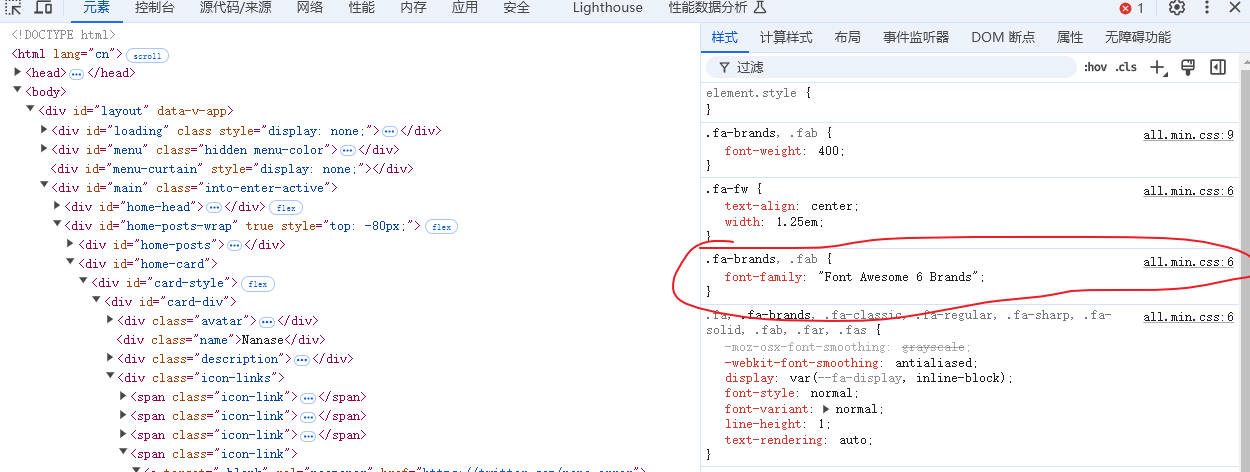 元素 控制台 源代码/来源 网络 性能 内存 应用 安全 Lighthouse 性能数据分析 1
<!DOCTYPE html>
<html lang="cn"> scroll
<head> </head>
<body>
<div id="layout" data-v-app>
<div id="loading" class style="display: none;"> </div>
<div id="menu" class="hidden menu-color"> </div>
<div id="menu-curtain" style="display: none;"></div>
<div id="main" class="into-enter-active">
<div id="home-head"> </div> flex
<div id="home-posts-wrap" true style="top: -80px;"> flex
<div id="home-posts"> </div>
<div id="home-card">
<div class="card-style"> flex
<div id="card-div">
<div class="avatar"> </div>
<div class="name">Nanase</div>
<div class="description"> </div>
<div class="icon-links">
<span class="icon-link"> </span>
<span class="icon-link"> </span>
<span class="icon-link"> </span>
<span class="icon-link">
样式 计算样式 布局 事件监听器 DOM 断点 属性 无障碍功能
过滤 :hov .cls
element.style {
}
.fa-brands, .fab { all.min.css:9
font-weight: 400;
}
.fa-fw { all.min.css:6
text-align: center;
width: 1.25em;
}
.fa-brands, .fab { all.min.css:6
font-family: "Font Awesome 6 Brands";
}
.fa, .fa-brands, .fa-classic, .fa-regular, .fa-sharp, .fa- all.min.css:6
solid, .fab, .far, .fas {
-moz-osx-font-smoothing: grayscale;
-webkit-font-smoothing: antialiased;
display: var(--fa-display, inline-block);
font-style: normal;
font-variant: normal;
line-height: 1;
text-rendering: auto;
}